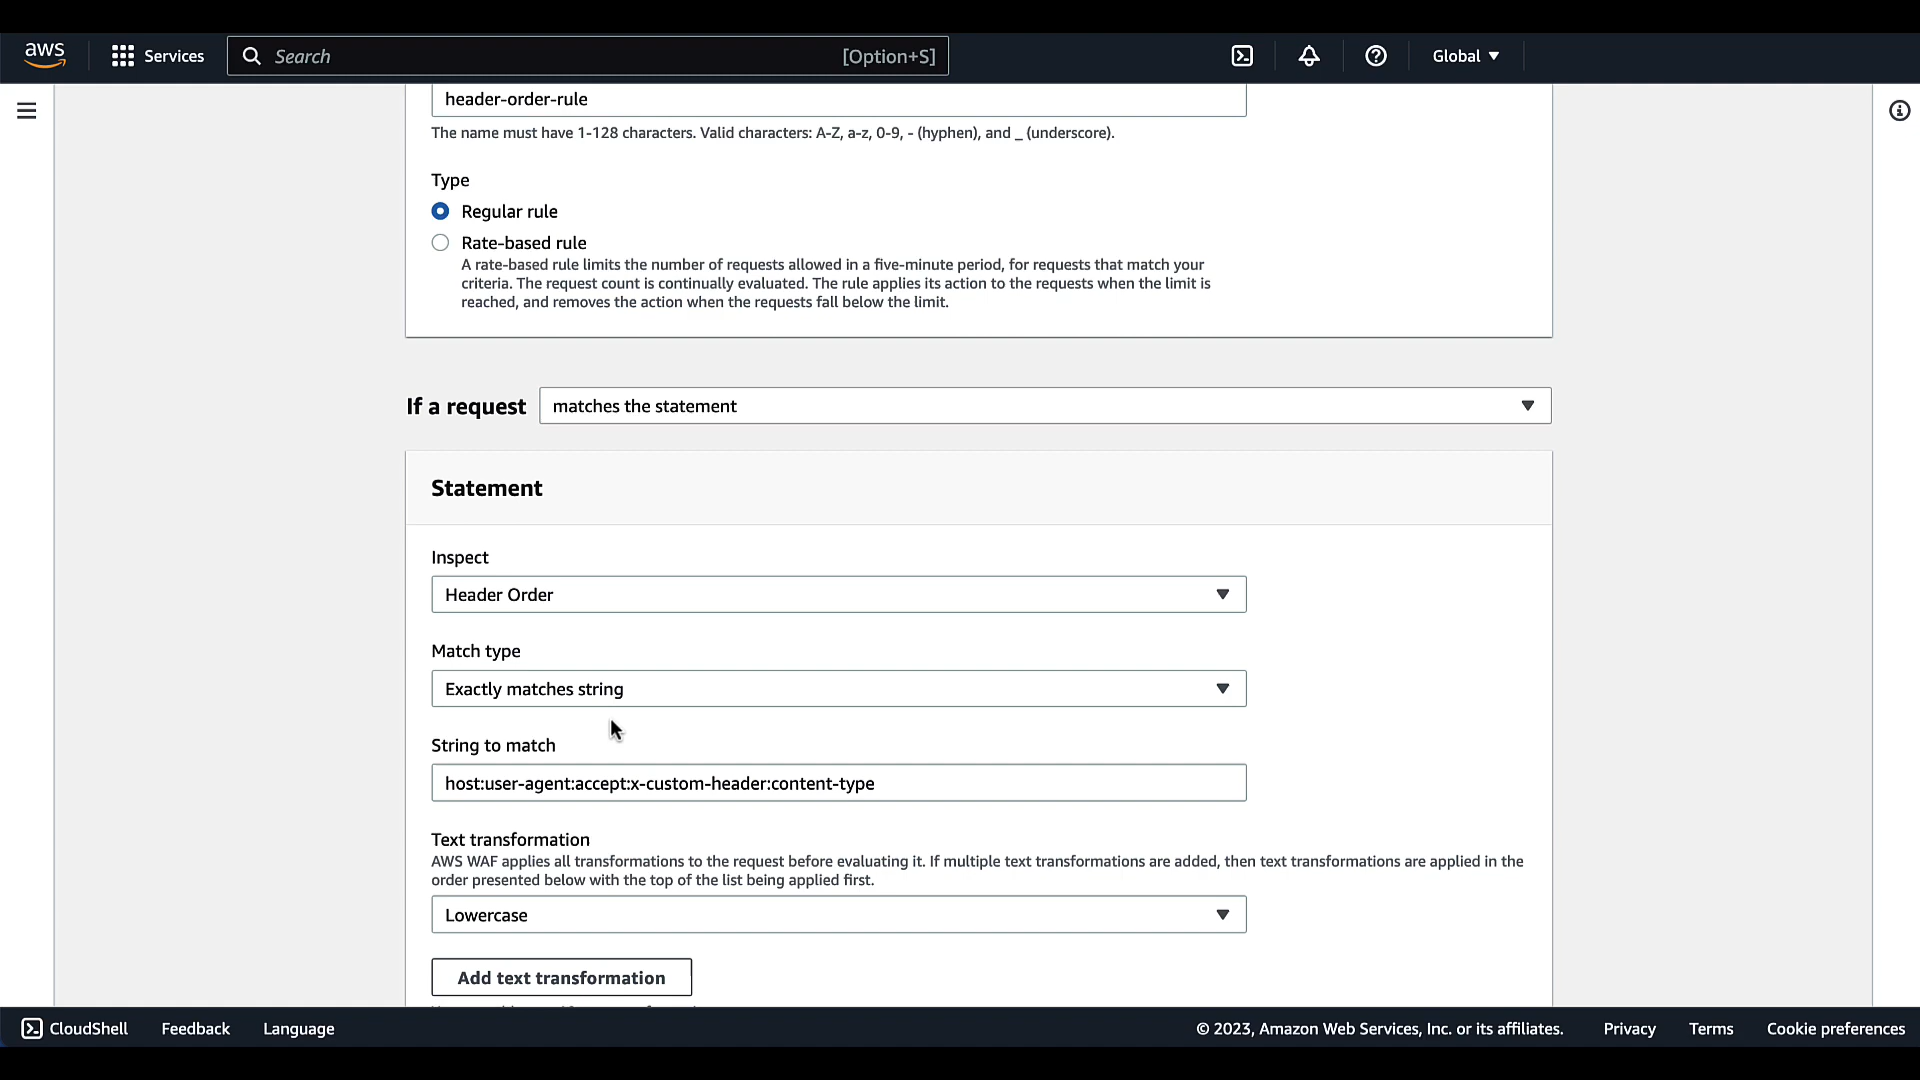 aws
Services
Search
[Option+S]
Global
header-order-rule
The name must have 1-128 characters. Valid characters: A-Z, a-z, 0-9, - (hyphen), and _ (underscore).
Type
Regular rule
Rate-based rule
A rate-based rule limits the number of requests allowed in a five-minute period, for requests that match your
criteria. The request count is continually evaluated. The rule applies its action to the requests when the limit is
reached, and removes the action when the requests fall below the limit.
If a request
matches the statement
Statement
Inspect
Header Order
Match type
Exactly matches string
String to match
host:user-agent:accept:x-custom-header:content-type
Text transformation
AWS WAF applies all transformations to the request before evaluating it. If multiple text transformations are added, then text transformations are applied in the
order presented below with the top of the list being applied first.
Lowercase
Add text transformation
CloudShell
Feedback
Language
© 2023, Amazon Web Services, Inc. or its affiliates.
Privacy
Terms
Cookie preferences